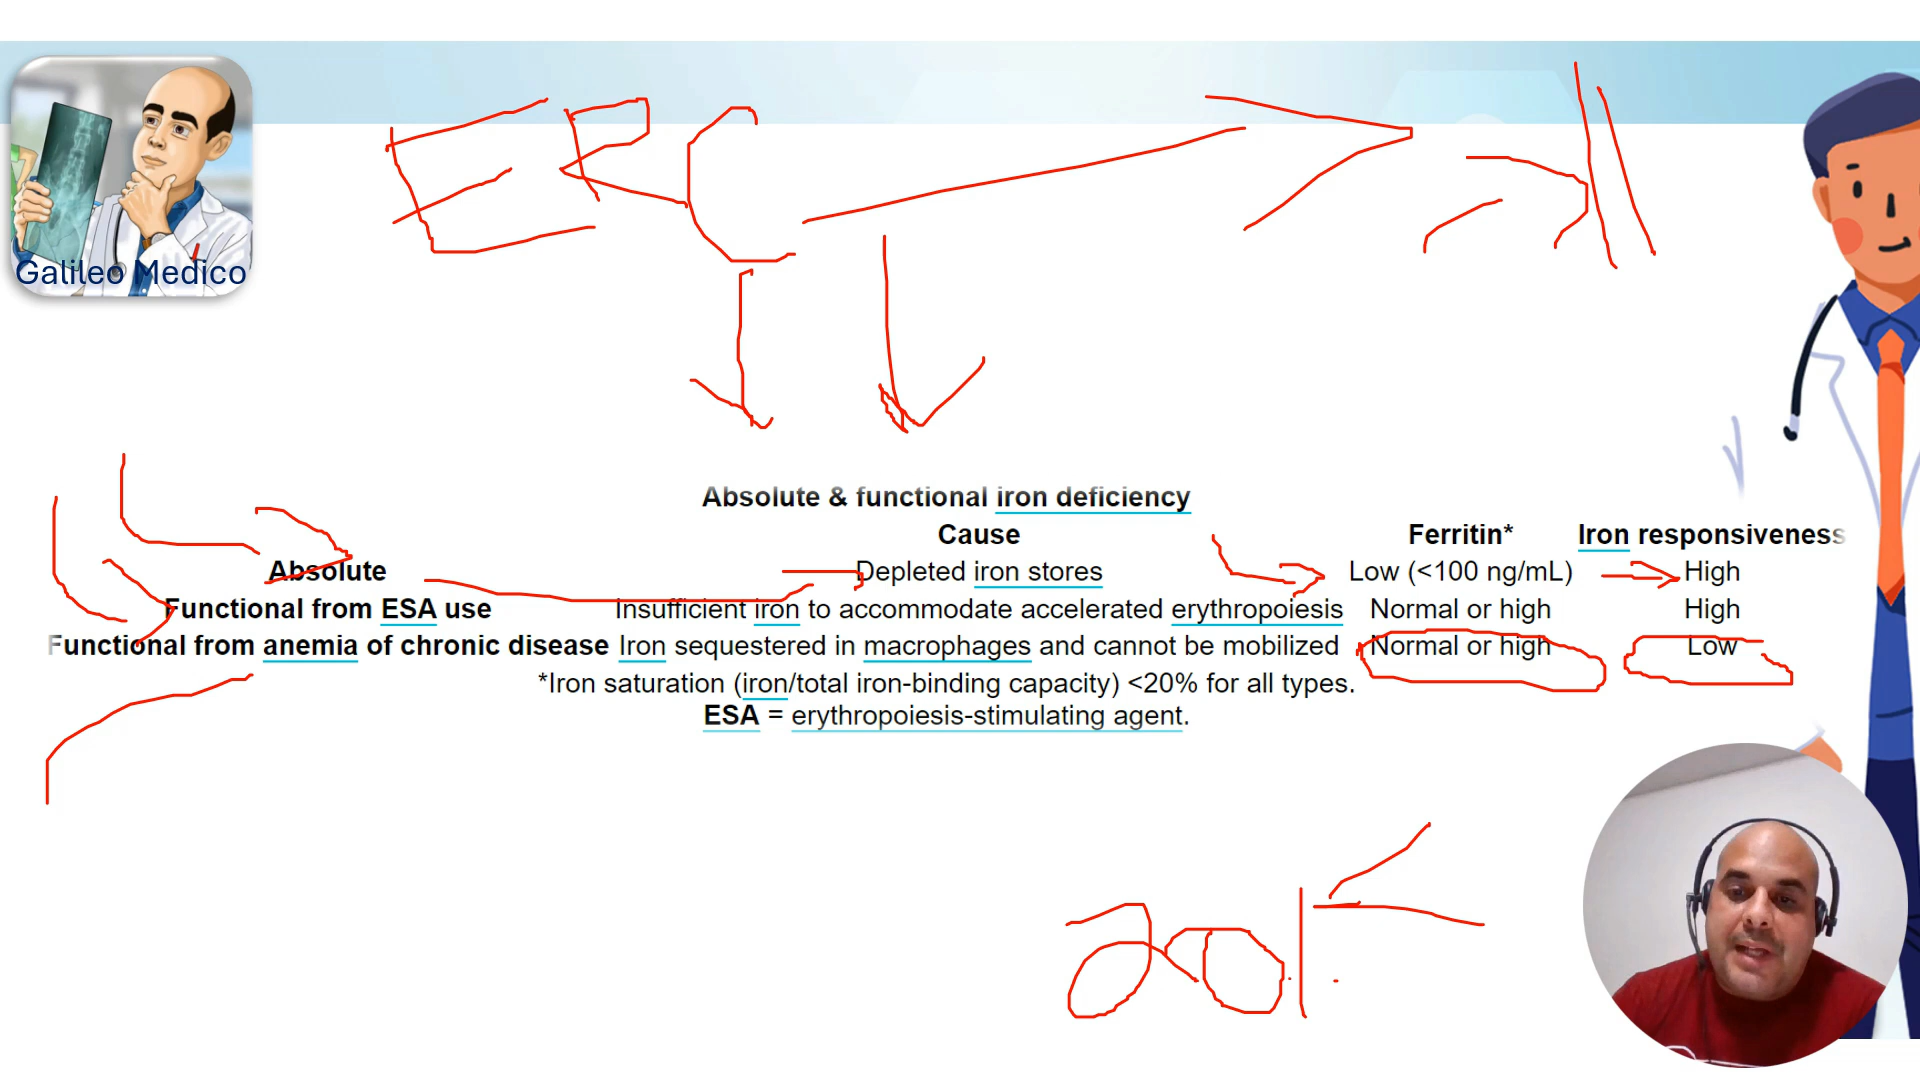 Galileo Medico
ERC
Absolute & functional iron deficiency
Cause Ferritin* Iron responsiveness
Absolute Depleted iron stores Low (<100 ng/mL) High
Functional from ESA use Insufficient iron to accommodate accelerated erythropoiesis Normal or high High
Functional from anemia of chronic disease Iron sequestered in macrophages and cannot be mobilized Normal or high Low
*Iron saturation (iron/total iron-binding capacity) <20% for all types.
ESA = erythropoiesis-stimulating agent.